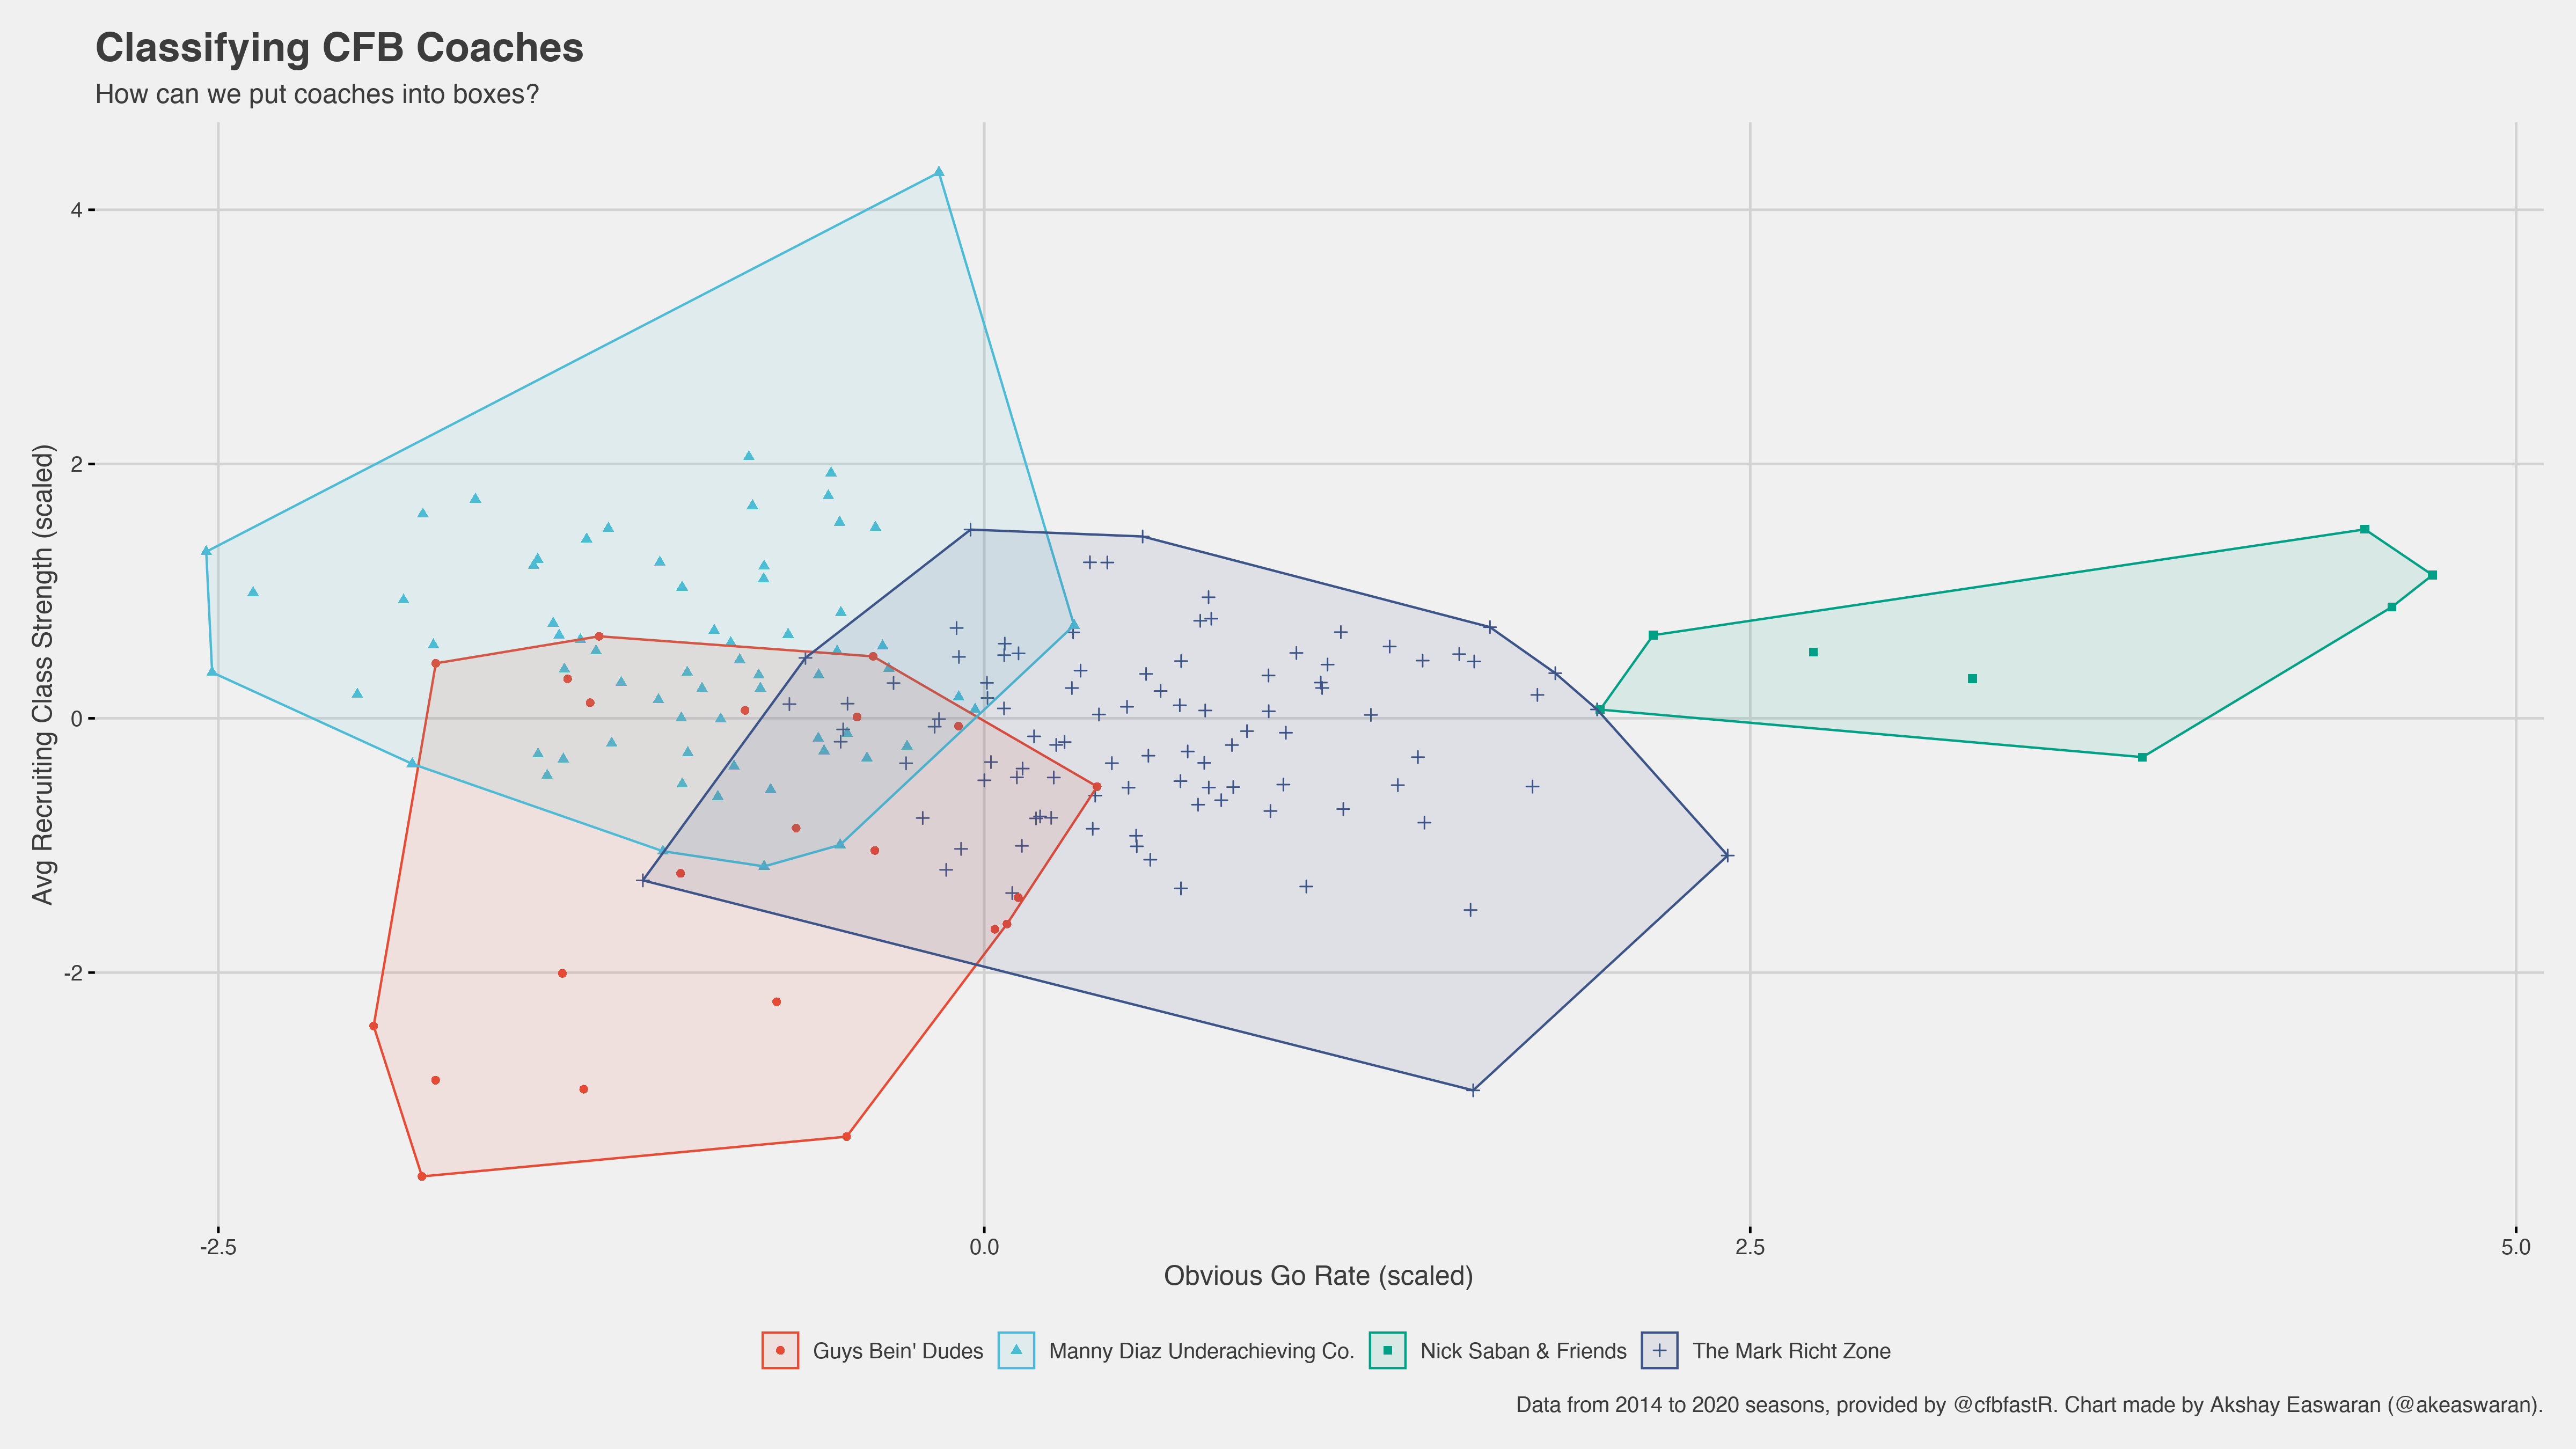 Classifying CFB Coaches
How can we put coaches into boxes?
Avg Recruiting Class Strength (scaled)
4
2
0
-2
-2.5
0.0
2.5
5.0
Obvious Go Rate (scaled)
Guys Bein' Dudes
Manny Diaz Underachieving Co.
Nick Saban & Friends
The Mark Richt Zone
Data from 2014 to 2020 seasons, provided by @cfbfastR. Chart made by Akshay Easwaran (@akeaswaran).